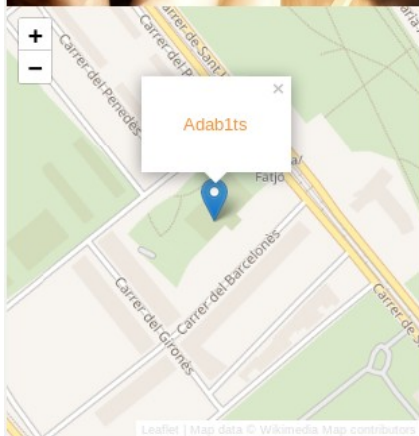 +
−
Carrer del Penedès
Carrer del P
Carrer de Sant
×
Adab1ts
a/
Fatjó
Carrer del Barcelonès
Carrer del Gironès
Carrer de S
Leaflet | Map data © Wikimedia Map contributors